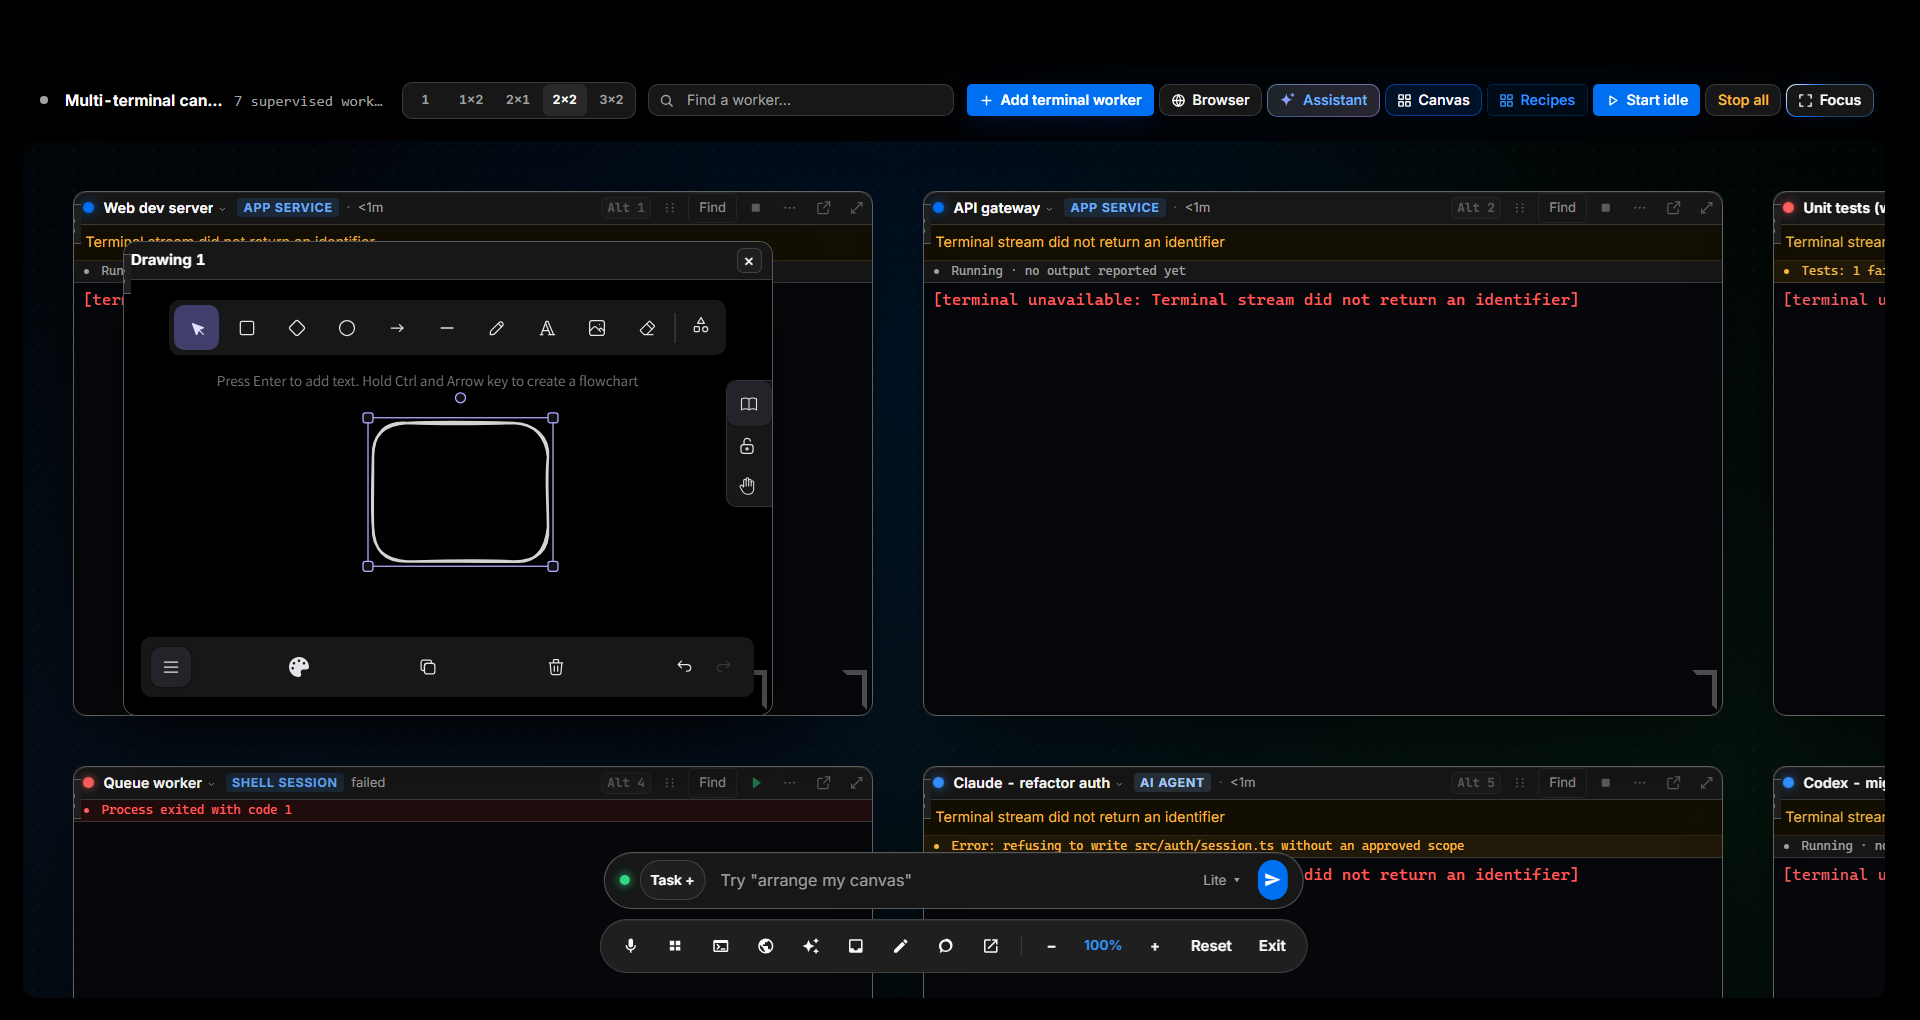 Multi-terminal can... 7 supervised work...
1 1×2 2×1 2×2 3×2
Find a worker...
+ Add terminal worker
Browser
Assistant
Canvas
Recipes
Start idle
Stop all
Focus
Web dev server APP SERVICE · <1m Alt 1 Find
Terminal stream did not return an identifier
Drawing 1
Press Enter to add text. Hold Ctrl and Arrow key to create a flowchart
API gateway APP SERVICE · <1m Alt 2 Find
Terminal stream did not return an identifier
Running · no output reported yet
[terminal unavailable: Terminal stream did not return an identifier]
Unit tests
Terminal
Tests: 1
[terminal
Queue worker SHELL SESSION failed Alt 4 Find
Process exited with code 1
Claude - refactor auth AI AGENT · <1m Alt 5 Find
Terminal stream did not return an identifier
Error: refusing to write src/auth/session.ts without an approved scope
did not return an identifier]
Codex -
Terminal
Running ·
[terminal
Task + Try "arrange my canvas" Lite
− 100% + Reset Exit